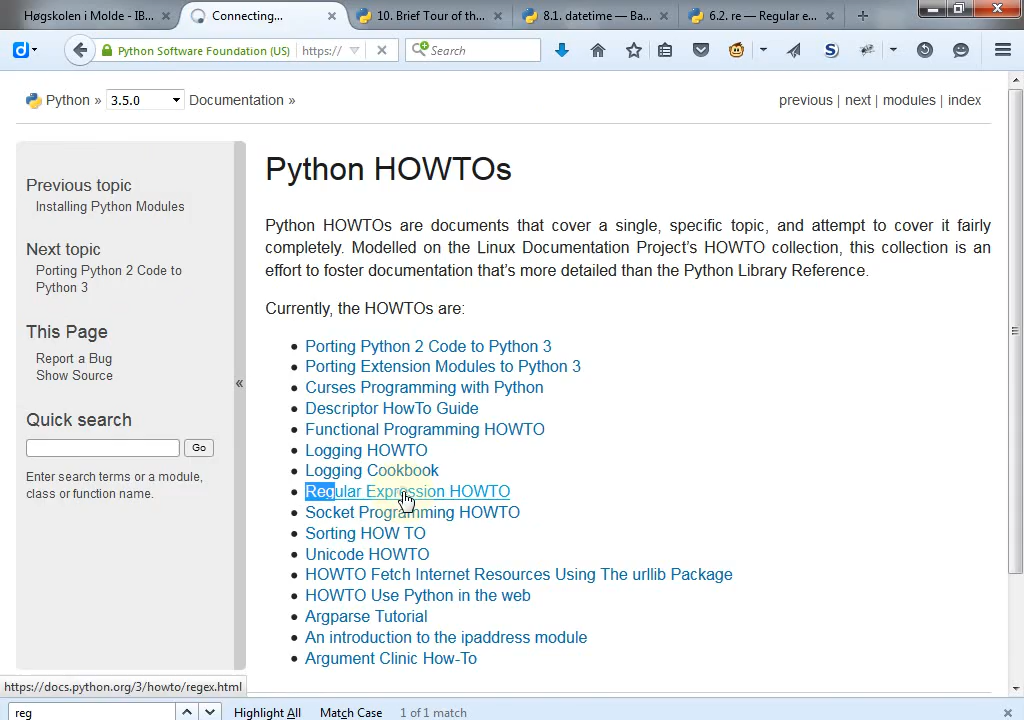 Høgskolen i Molde - IB...
Connecting...
10. Brief Tour of th...
8.1. datetime — Ba...
6.2. re — Regular e...
Python Software Foundation (US)
https://
Search
Python »
3.5.0
Documentation »
previous | next | modules | index
Previous topic
Installing Python Modules
Next topic
Porting Python 2 Code to
Python 3
This Page
Report a Bug
Show Source
Quick search
Go
Enter search terms or a module,
class or function name.
«
Python HOWTOs
Python HOWTOs are documents that cover a single, specific topic, and attempt to cover it fairly
completely. Modelled on the Linux Documentation Project's HOWTO collection, this collection is an
effort to foster documentation that's more detailed than the Python Library Reference.
Currently, the HOWTOs are:
Porting Python 2 Code to Python 3
Porting Extension Modules to Python 3
Curses Programming with Python
Descriptor HowTo Guide
Functional Programming HOWTO
Logging HOWTO
Logging Cookbook
Regular Expression HOWTO
Socket Programming HOWTO
Sorting HOW TO
Unicode HOWTO
HOWTO Fetch Internet Resources Using The urllib Package
HOWTO Use Python in the web
Argparse Tutorial
An introduction to the ipaddress module
Argument Clinic How-To
https://docs.python.org/3/howto/regex.html
reg
Highlight All
Match Case
1 of 1 match